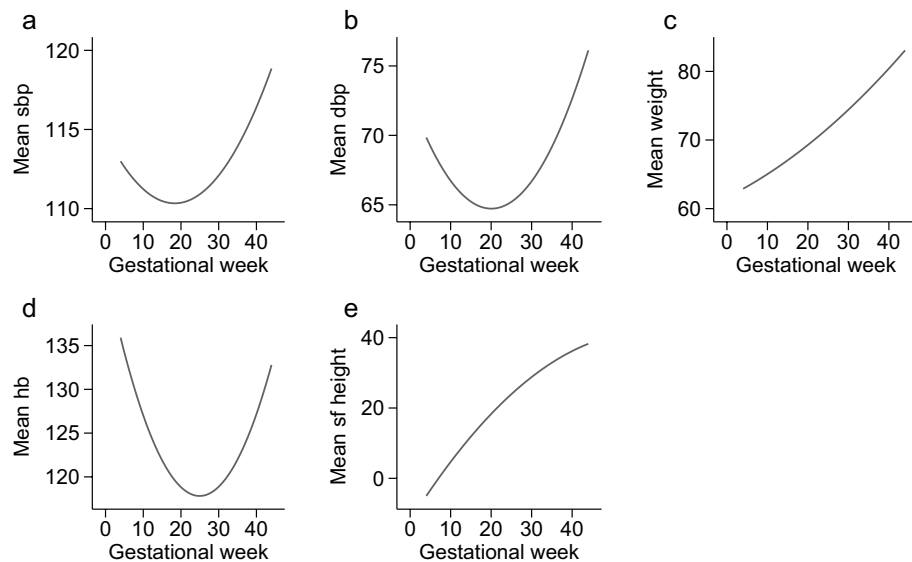 a
Mean sbp
120
115
110
0 10 20 30 40
Gestational week
b
Mean dbp
75
70
65
0 10 20 30 40
Gestational week
c
Mean weight
80
70
60
0 10 20 30 40
Gestational week
d
Mean hb
135
130
125
120
0 10 20 30 40
Gestational week
e
Mean sf height
40
20
0
0 10 20 30 40
Gestational week